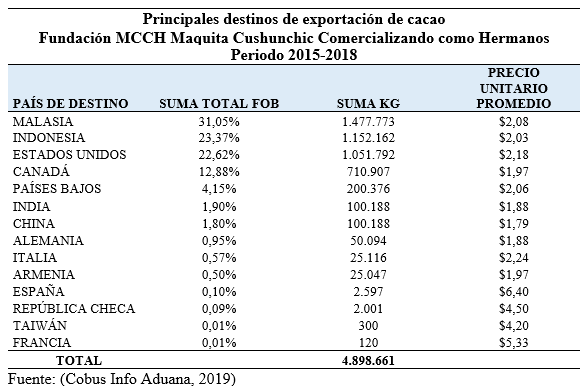 Principales destinos de exportación de cacao
Fundación MCCH Maquita Cushunchic Comercializando como Hermanos
Periodo 2015-2018
PAÍS DE DESTINO SUMA TOTAL FOB SUMA KG PRECIO UNITARIO PROMEDIO
MALASIA 31,05% 1.477.773 $2,08
INDONESIA 23,37% 1.152.162 $2,03
ESTADOS UNIDOS 22,62% 1.051.792 $2,18
CANADÁ 12,88% 710.907 $1,97
PAÍSES BAJOS 4,15% 200.376 $2,06
INDIA 1,90% 100.188 $1,88
CHINA 1,80% 100.188 $1,79
ALEMANIA 0,95% 50.094 $1,88
ITALIA 0,57% 25.116 $2,24
ARMENIA 0,50% 25.047 $1,97
ESPAÑA 0,10% 2.597 $6,40
REPÚBLICA CHECA 0,09% 2.001 $4,50
TAIWÁN 0,01% 300 $4,20
FRANCIA 0,01% 120 $5,33
TOTAL 4.898.661
Fuente: (Cobus Info Aduana, 2019)